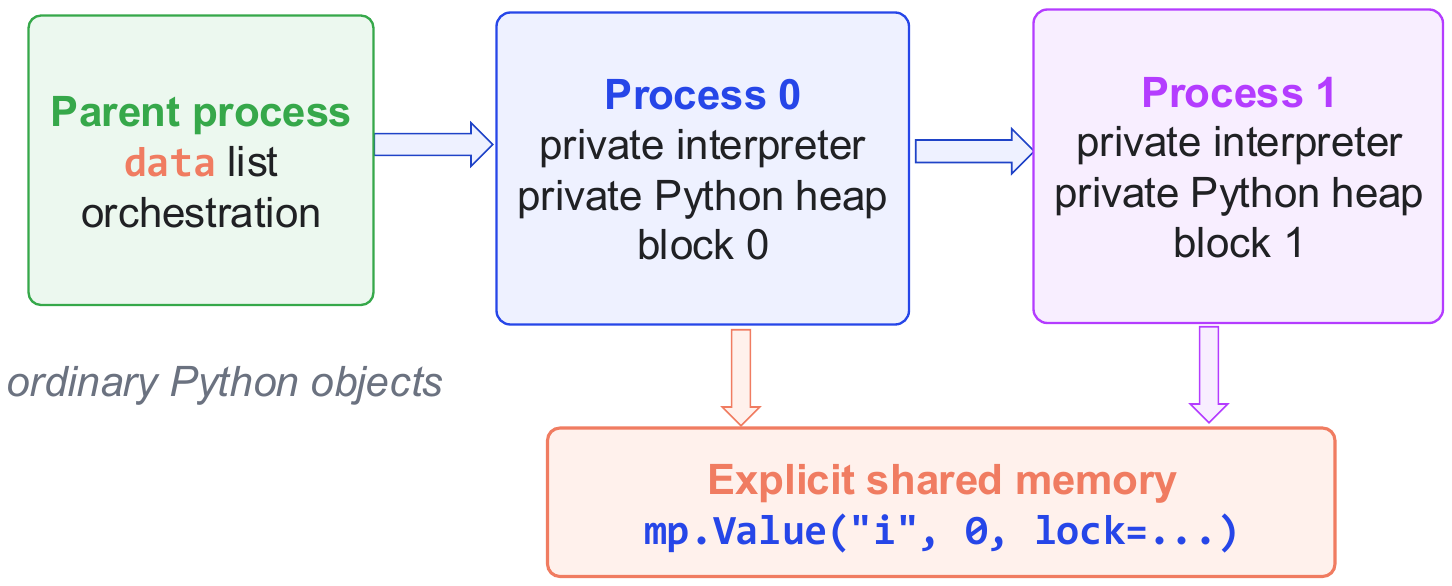 Parent process
data list
orchestration
Process 0
private interpreter
private Python heap
block 0
Process 1
private interpreter
private Python heap
block 1
ordinary Python objects
Explicit shared memory
mp.Value("i", 0, lock=...)